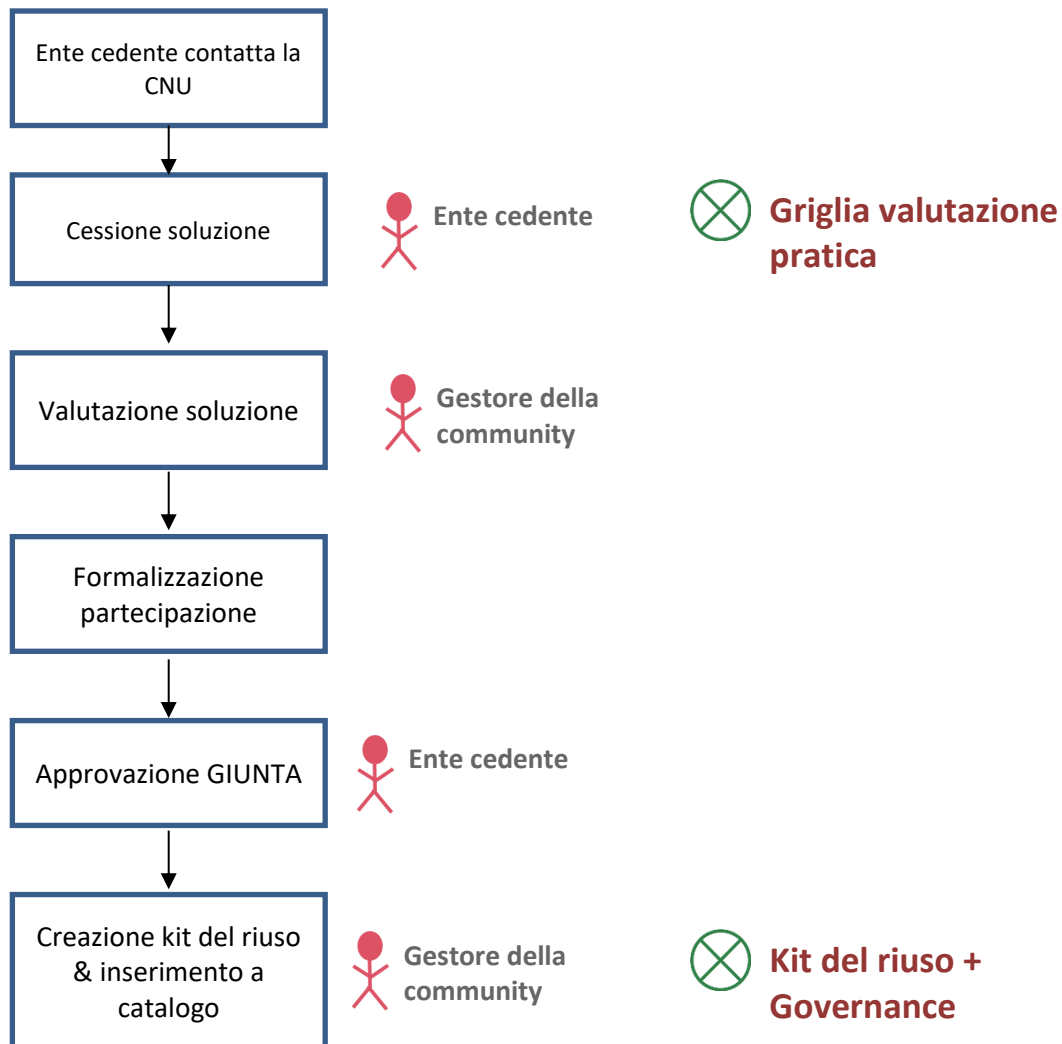 Ente cedente contatta la
CNU
Cessione soluzione
Ente cedente
Griglia valutazione
pratica
Valutazione soluzione
Gestore della
community
Formalizzazione
partecipazione
Approvazione GIUNTA
Ente cedente
Creazione kit del riuso
& inserimento a
catalogo
Gestore della
community
Kit del riuso +
Governance